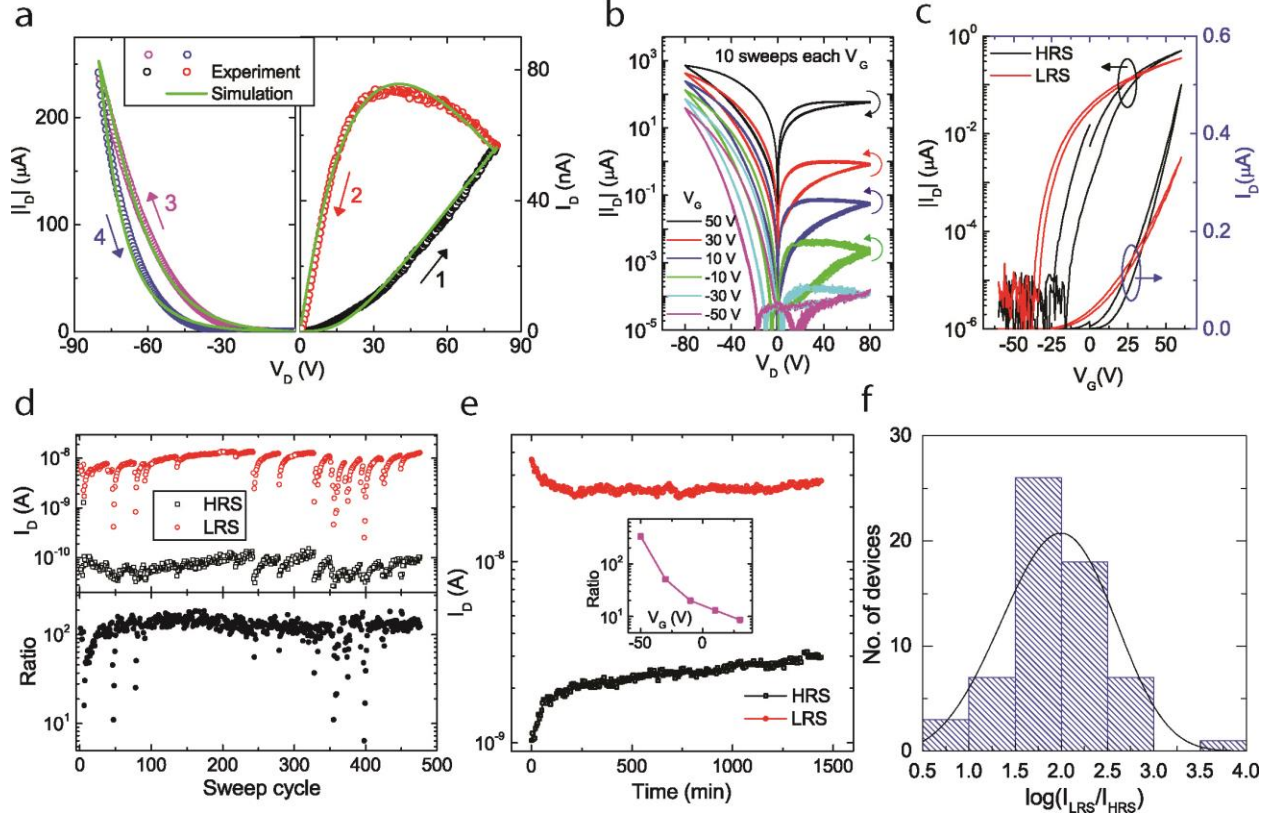 a
|I_D| (μA)
200
100
0
-90
-60
-30
0
30
60
90
V_D (V)
80
40
0
I_D (nA)
Experiment
Simulation
1
2
3
4
b
10 sweeps each V_G
|I_D| (μA)
10^3
10^1
10^-1
10^-3
10^-5
V_G
50 V
30 V
10 V
-10 V
-30 V
-50 V
-80
-40
0
40
80
V_D (V)
c
|I_D| (μA)
10^0
10^-2
10^-4
10^-6
HRS
LRS
0.6
0.5
0.3
0.2
0.0
I_D(μA)
-50
-25
0
25
50
V_G(V)
d
I_D (A)
10^-8
10^-9
10^-10
HRS
LRS
Ratio
10^2
10^1
0
100
200
300
400
500
Sweep cycle
e
I_D (A)
10^-8
10^-9
Ratio
10^2
10^1
V_G (V)
-50
0
HRS
LRS
0
500
1000
1500
Time (min)
f
No. of devices
30
20
10
0
0.5
1.0
1.5
2.0
2.5
3.0
3.5
4.0
log(I_LRS/I_HRS)